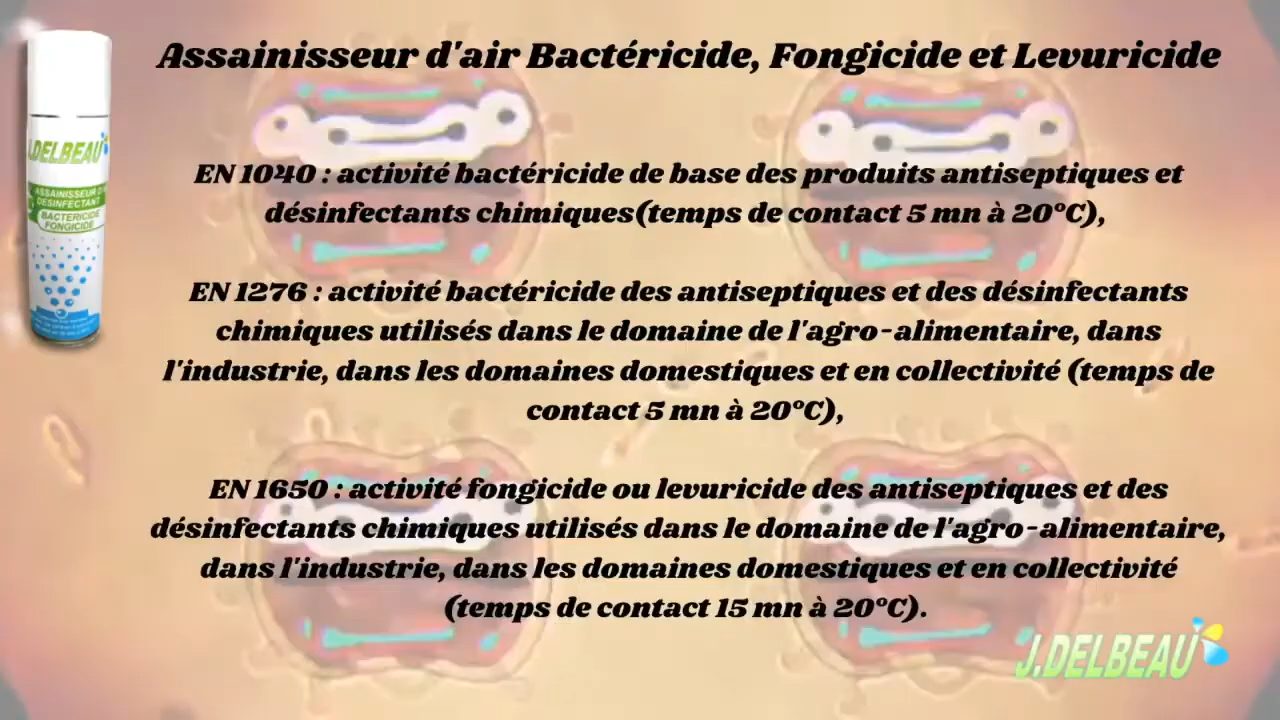 Assainisseur d'air Bactéricide, Fongicide et Levuricide
J.DELBEAU
ASSAINISSEUR D'
DESINFECTANT
BACTERICIDE
FONGICIDE
EN 1040 : activité bactéricide de base des produits antiseptiques et
désinfectants chimiques(temps de contact 5 mn à 20°C),
EN 1276 : activité bactéricide des antiseptiques et des désinfectants
chimiques utilisés dans le domaine de l'agro-alimentaire, dans
l'industrie, dans les domaines domestiques et en collectivité (temps de
contact 5 mn à 20°C),
EN 1650 : activité fongicide ou levuricide des antiseptiques et des
désinfectants chimiques utilisés dans le domaine de l'agro-alimentaire,
dans l'industrie, dans les domaines domestiques et en collectivité
(temps de contact 15 mn à 20°C).
J.DELBEAU